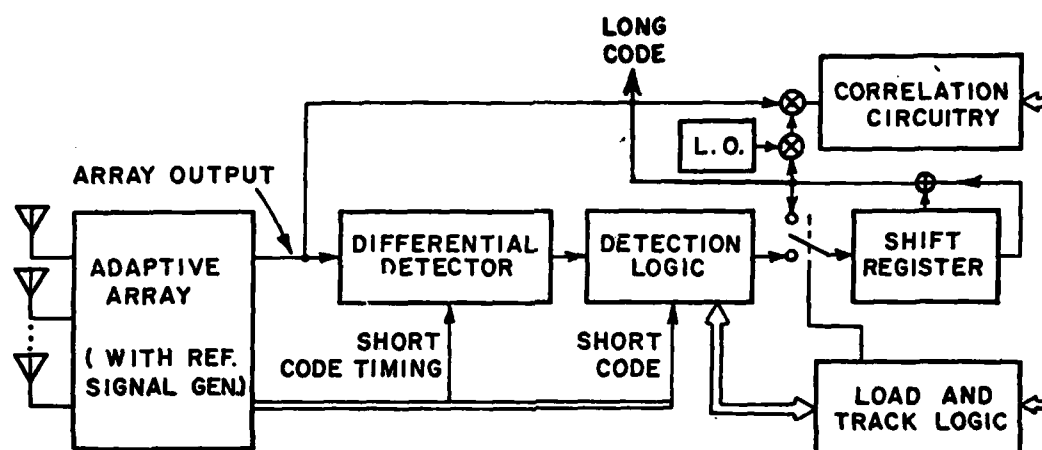 LONG
CODE
CORRELATION
CIRCUITRY
L. O.
ARRAY OUTPUT
ADAPTIVE
ARRAY
( WITH REF.
SIGNAL GEN.)
DIFFERENTIAL
DETECTOR
DETECTION
LOGIC
SHIFT
REGISTER
SHORT
CODE TIMING
SHORT
CODE
LOAD AND
TRACK LOGIC